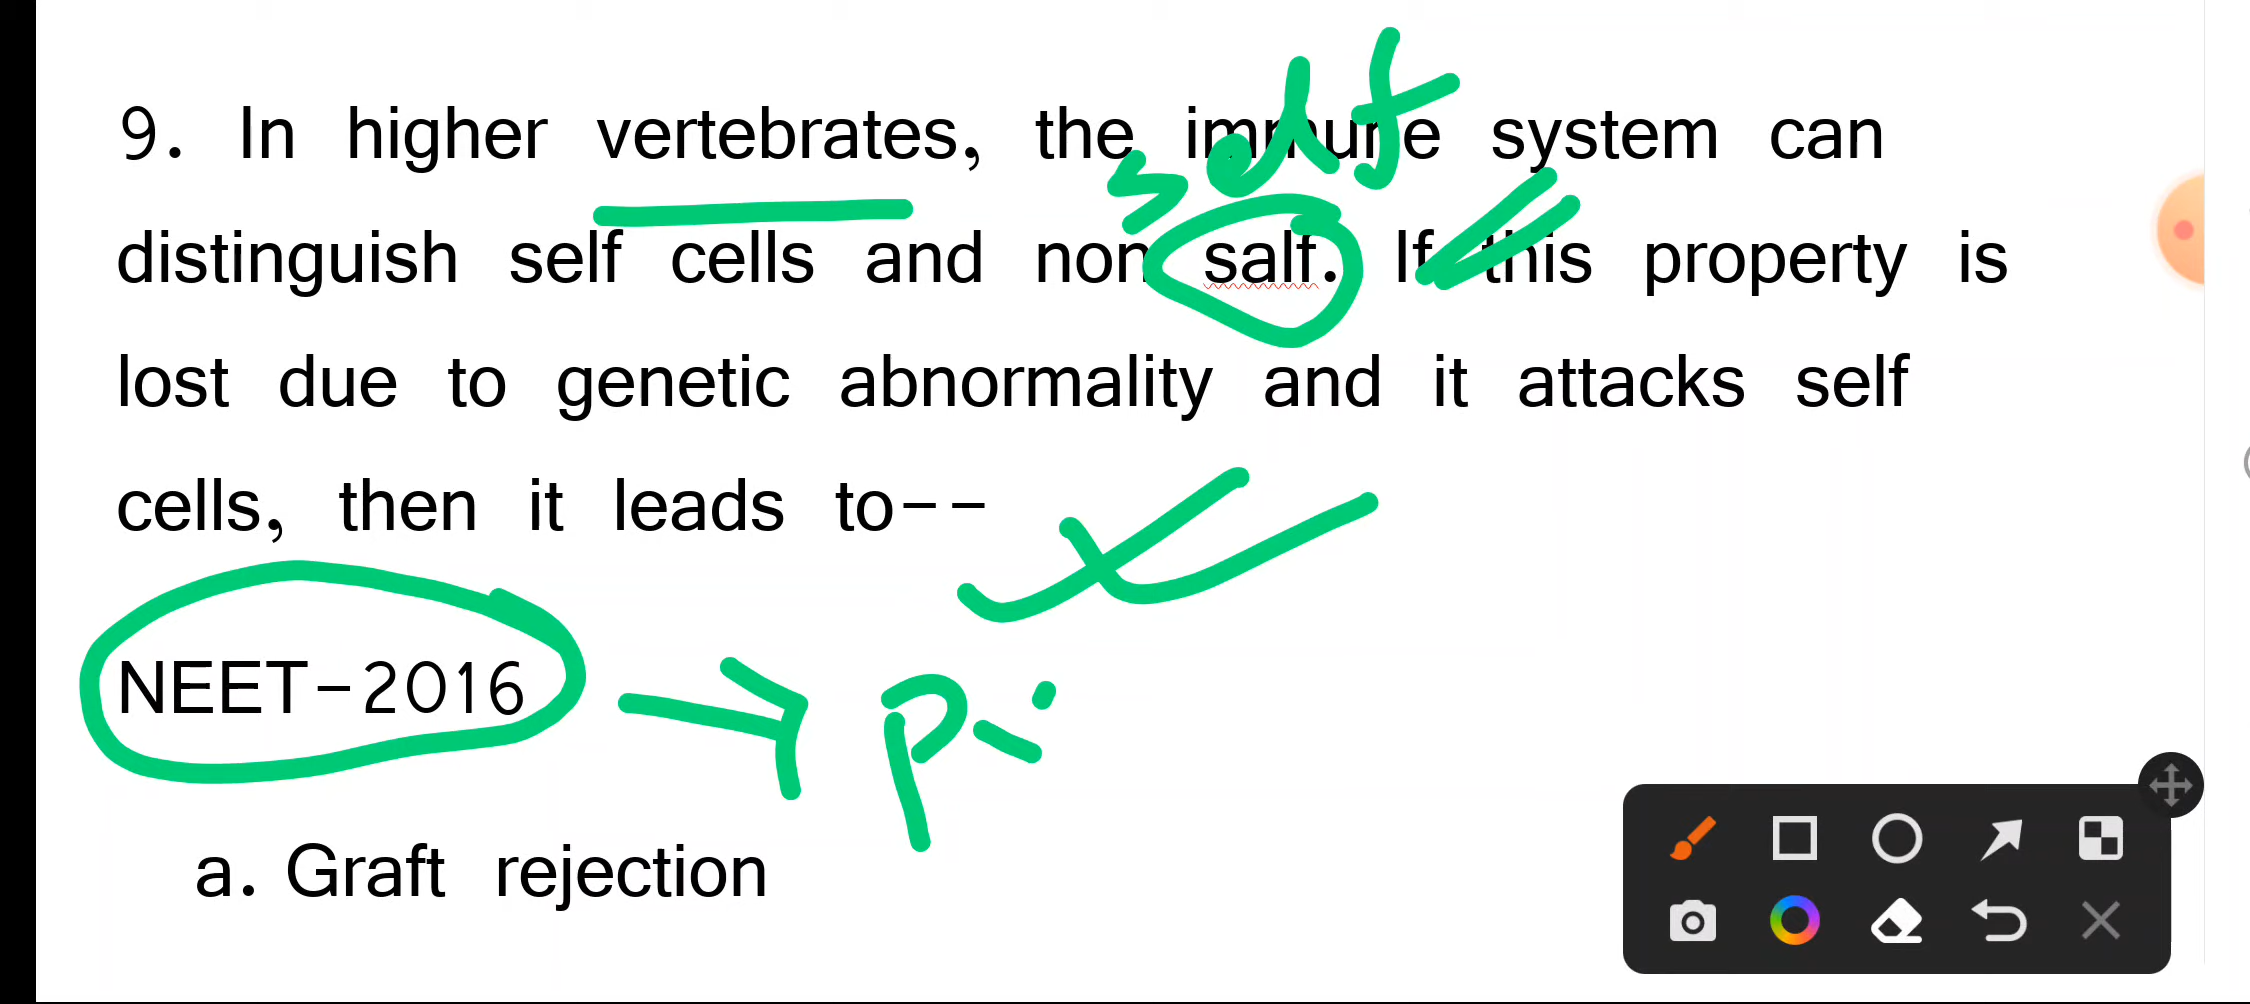 self
9. In higher vertebrates, the immune system can
distinguish self cells and non salf. If this property is
lost due to genetic abnormality and it attacks self
cells, then it leads to--
NEET-2016
Pi
a. Graft rejection